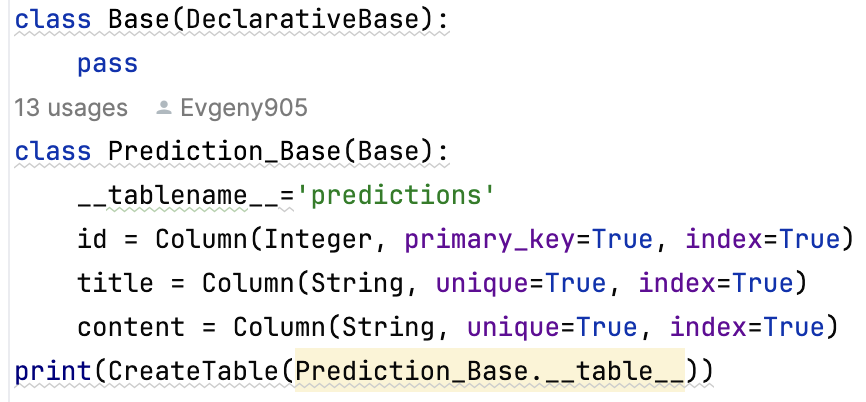 class Base(DeclarativeBase):
    pass
13 usages Evgeny905
class Prediction_Base(Base):
    __tablename__='predictions'
    id = Column(Integer, primary_key=True, index=True)
    title = Column(String, unique=True, index=True)
    content = Column(String, unique=True, index=True)
print(CreateTable(Prediction_Base.__table__))